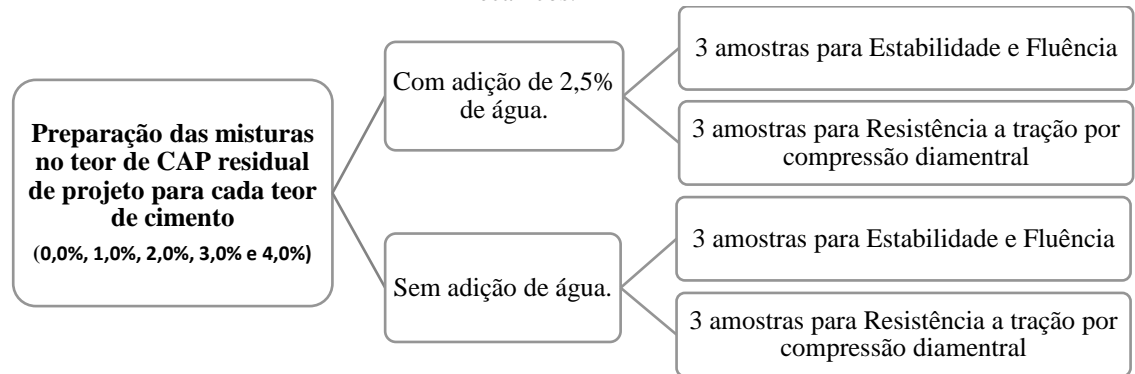 Preparação das misturas
no teor de CAP residual
de projeto para cada teor
de cimento
(0,0%, 1,0%, 2,0%, 3,0% e 4,0%)
Com adição de 2,5%
de água.
3 amostras para Estabilidade e Fluência
3 amostras para Resistência a tração por
compressão diamentral
Sem adição de água.
3 amostras para Estabilidade e Fluência
3 amostras para Resistência a tração por
compressão diamentral